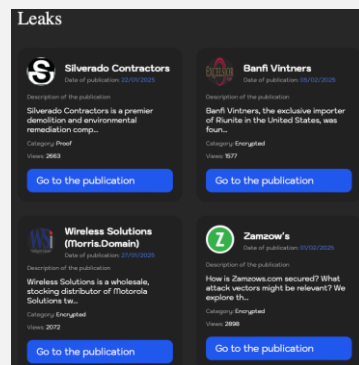 Leaks
Silverado Contractors
Date of publication: 22/01/2025
Description of the publication
Silverado Contractors is a premier
demolition and environmental
remediation comp...
Category: Proof
Views: 2663
Go to the publication
Banfi Vintners
Date of publication: 05/02/2025
Description of the publication
Banfi Vintners, the exclusive importer
of Riunite in the United States, was
foun...
Category: Encrypted
Views: 1577
Go to the publication
Wireless Solutions
(Morris.Domain)
Date of publication: 27/01/2025
Description of the publication
Wireless Solutions is a wholesale,
stocking distributor of Motorola
Solutions tw...
Category: Encrypted
Views: 2072
Go to the publication
Zamzow's
Date of publication: 01/02/2025
Description of the publication
How is Zamzows.com secured? What
attack vectors might be relevant? We
explore th...
Category: Encrypted
Views: 2898
Go to the publication